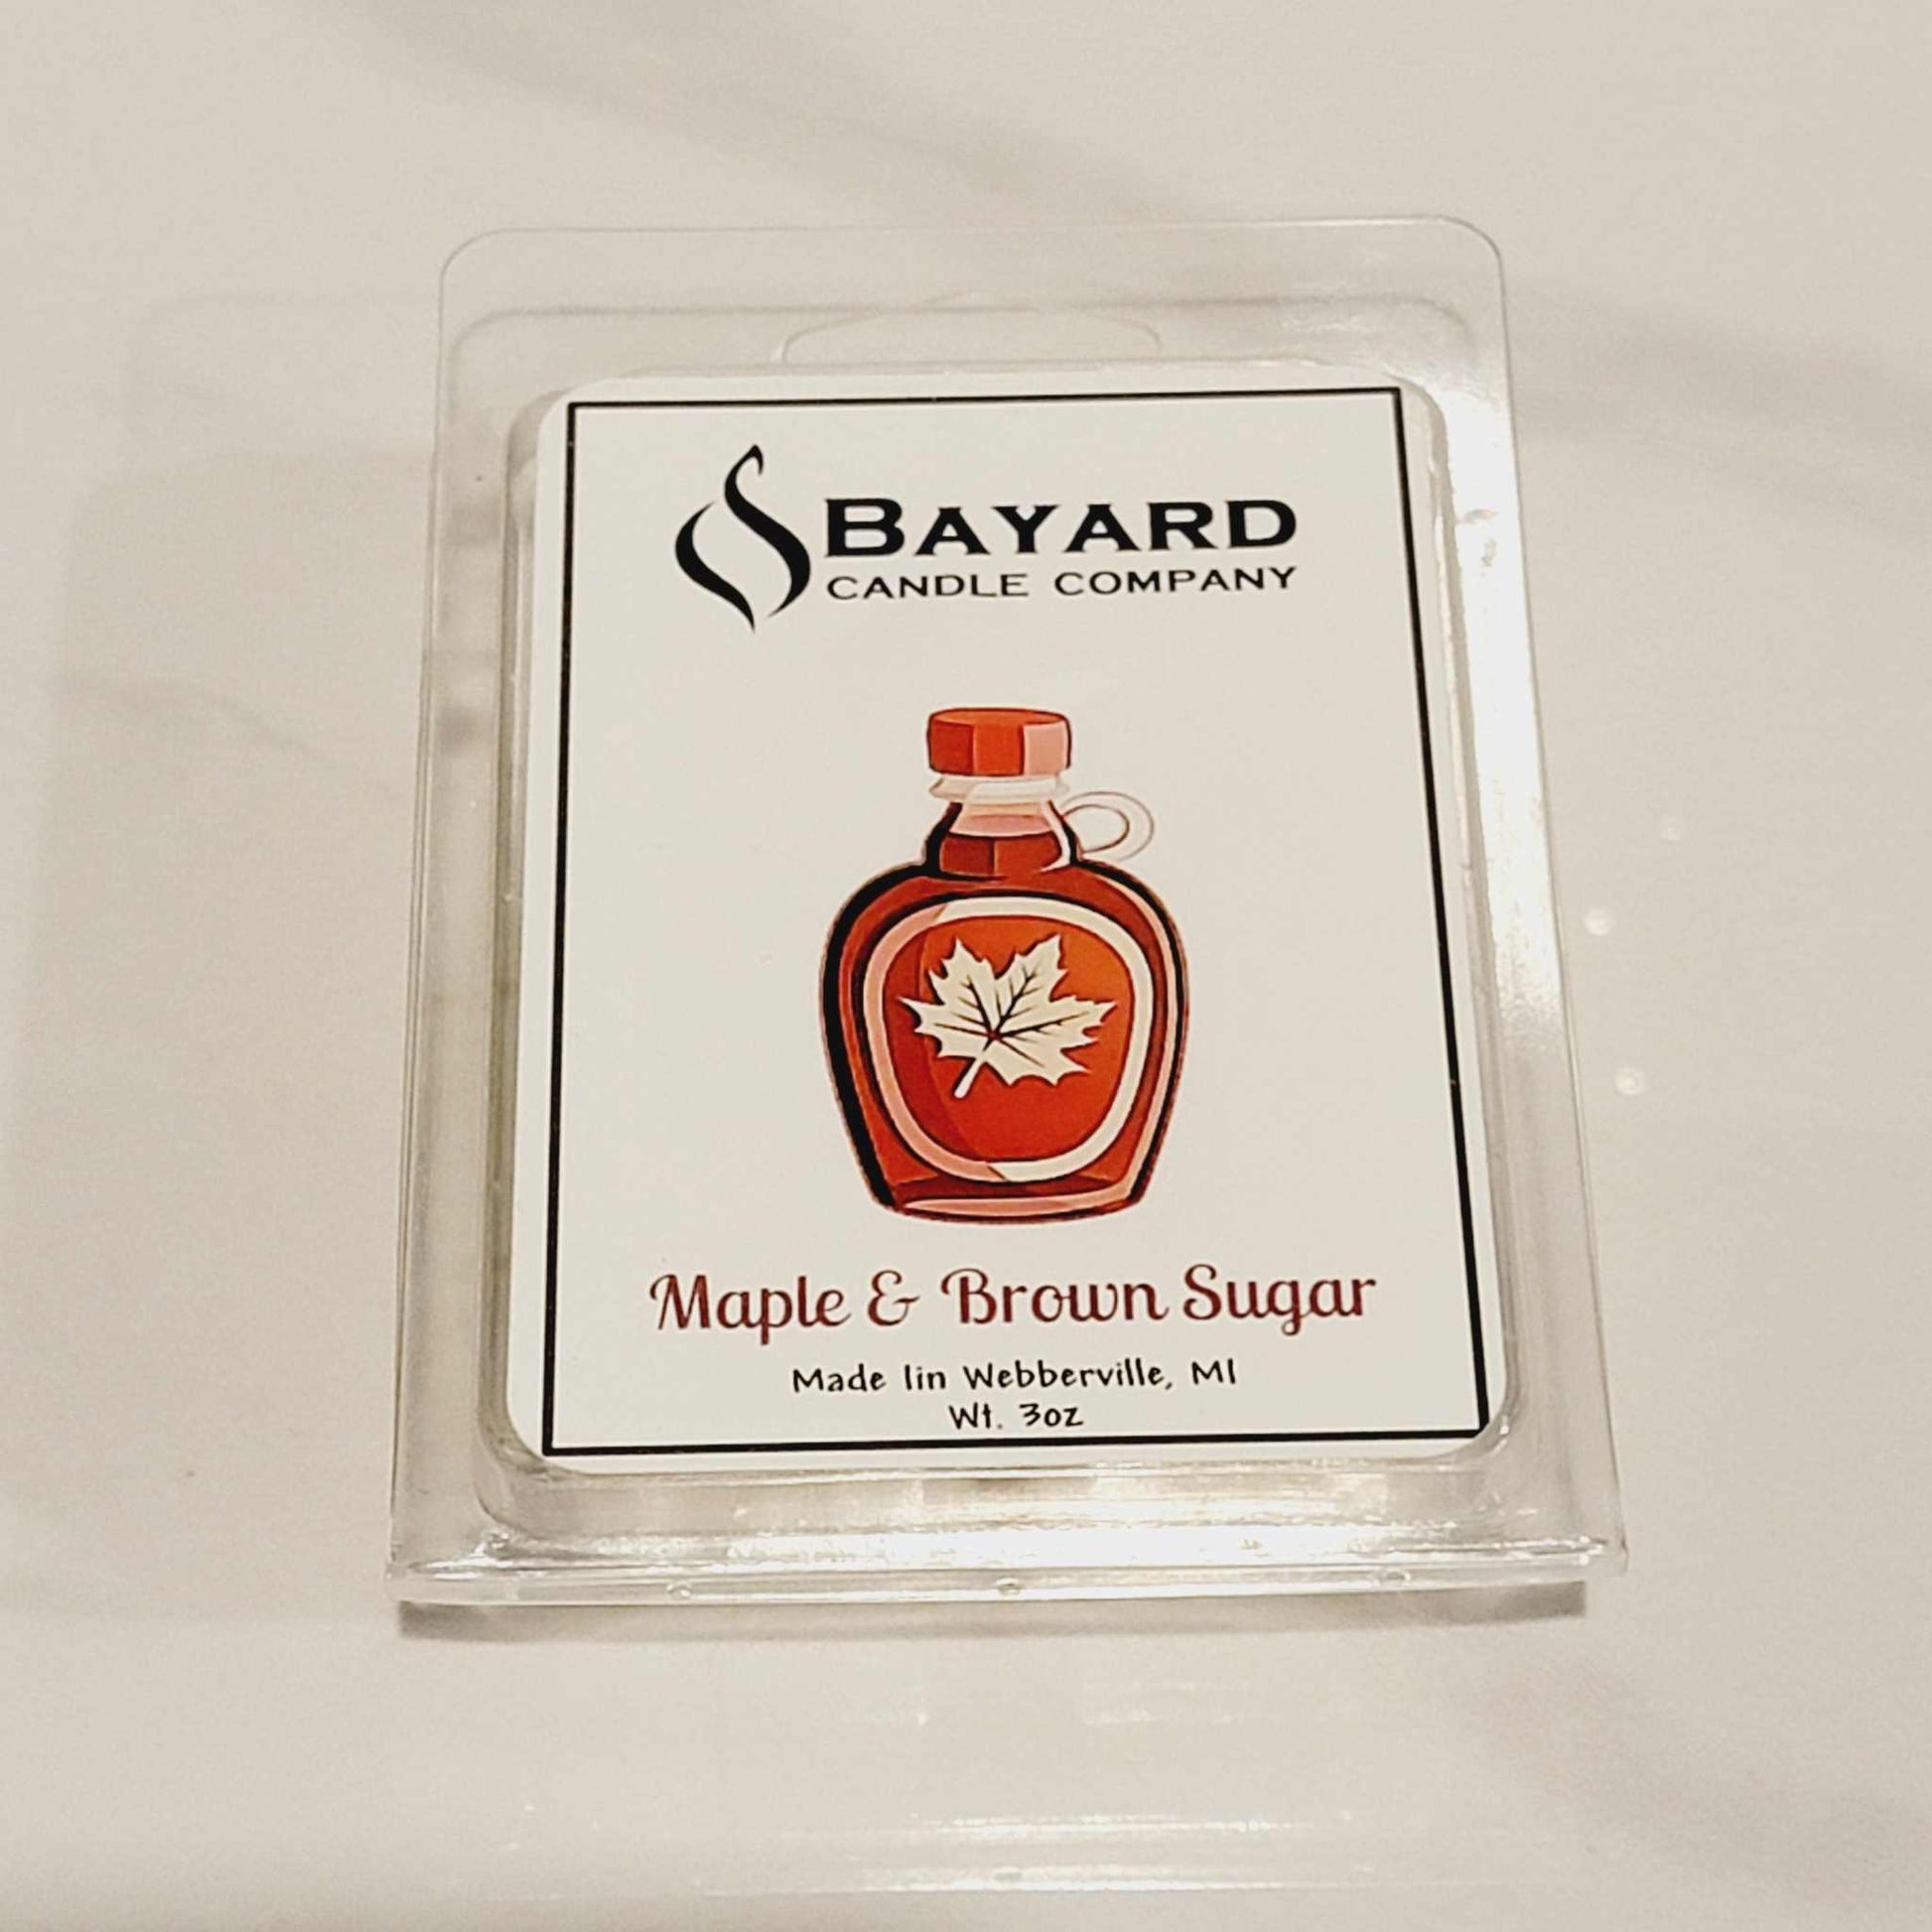 BAYARD
CANDLE COMPANY
Maple & Brown Sugar
Made Iin Webberville, MI
Wt. 3oz